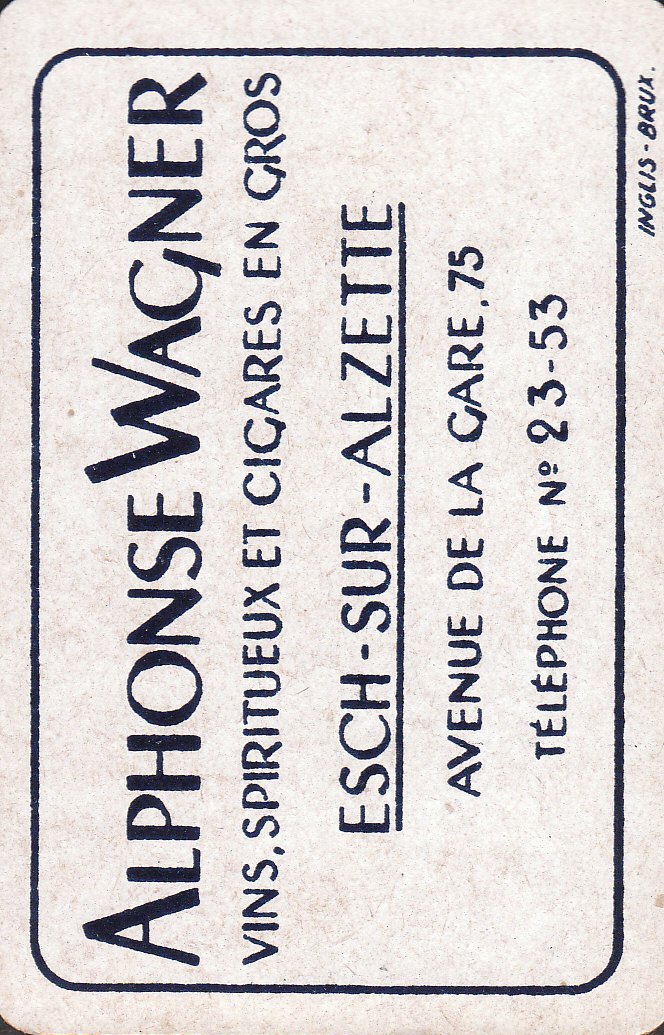 ALPHONSE WAGNER
VINS, SPIRITUEUX ET CIGARES EN GROS
ESCH-SUR-ALZETTE
AVENUE DE LA GARE, 75
TÉLÉPHONE Nº 23-53
INGLIS-BRUX.